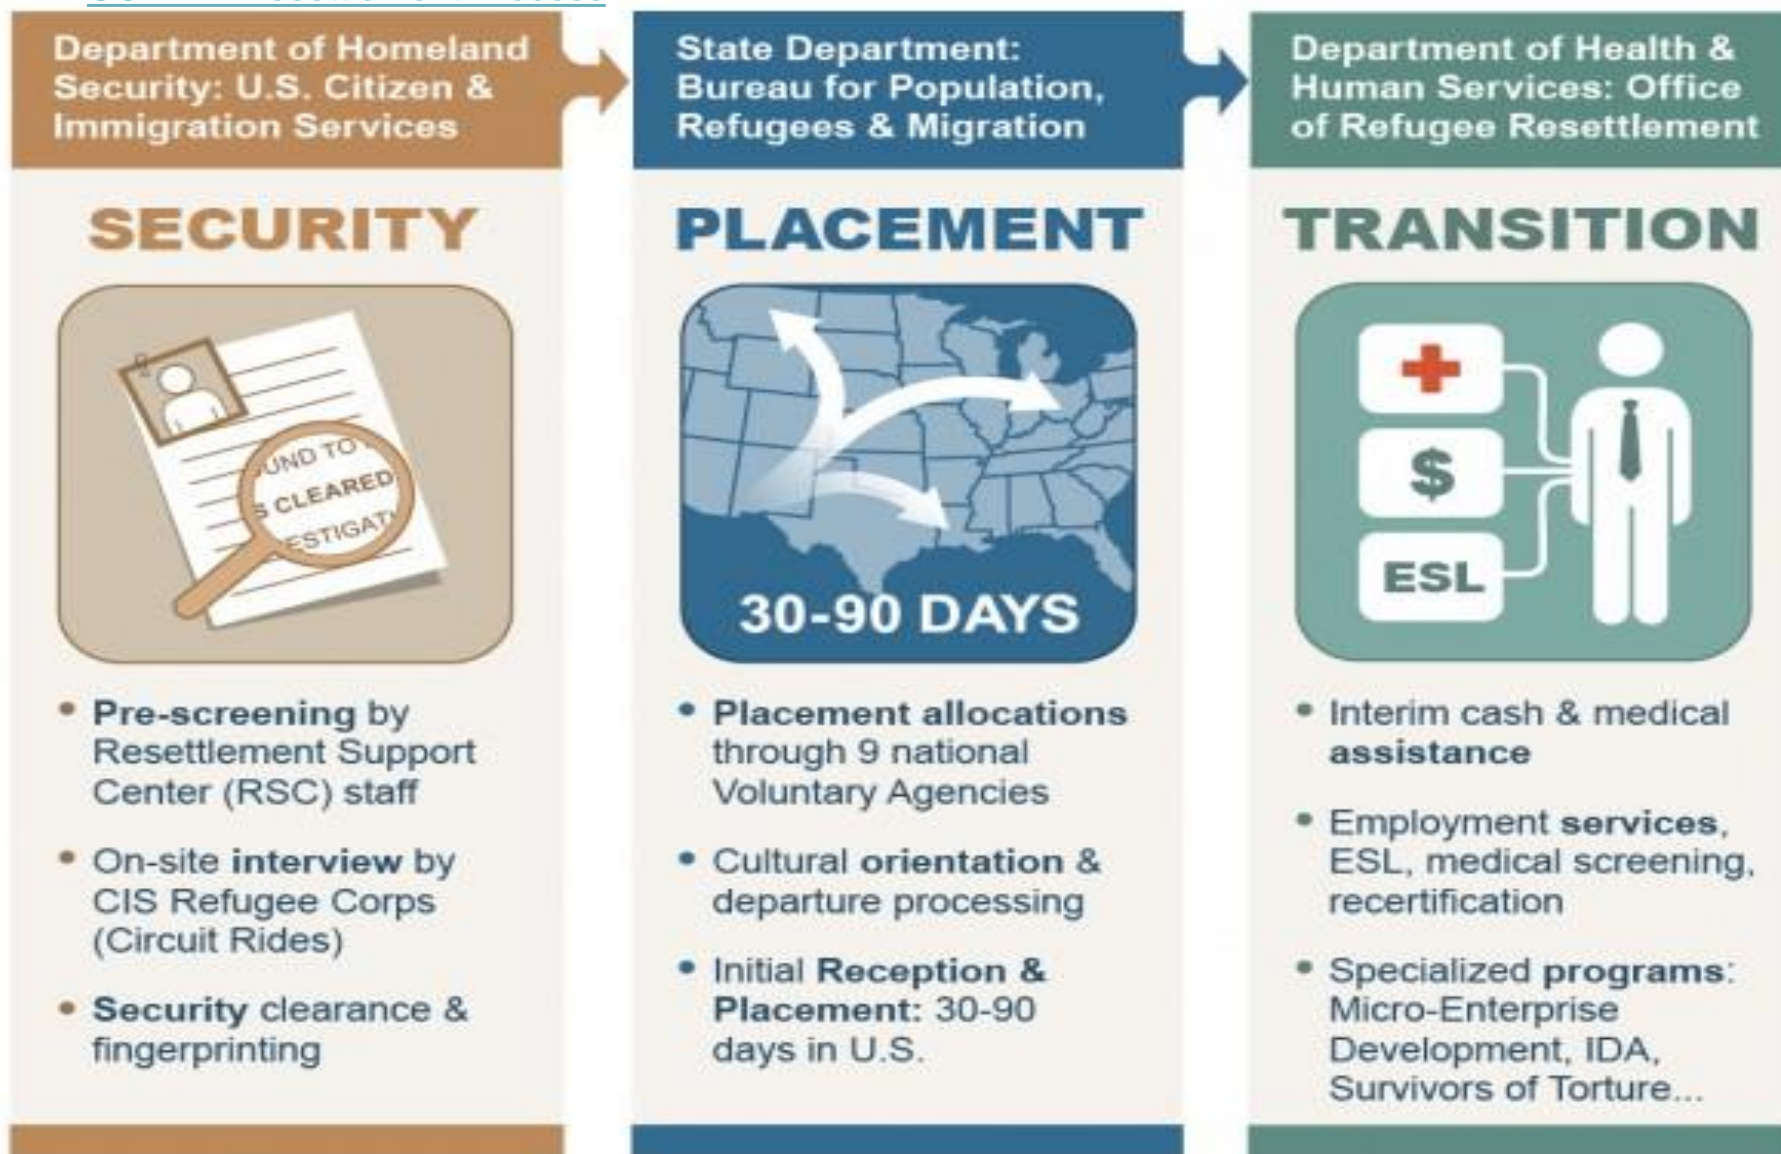 Department of Homeland
Security: U.S. Citizen &
Immigration Services
SECURITY
UND TO
S CLEARED
ESTIGAT
• Pre-screening by
Resettlement Support
Center (RSC) staff
• On-site interview by
CIS Refugee Corps
(Circuit Rides)
• Security clearance &
fingerprinting
State Department:
Bureau for Population,
Refugees & Migration
PLACEMENT
30-90 DAYS
• Placement allocations
through 9 national
Voluntary Agencies
• Cultural orientation &
departure processing
• Initial Reception &
Placement: 30-90
days in U.S.
Department of Health &
Human Services: Office
of Refugee Resettlement
TRANSITION
$
ESL
• Interim cash & medical
assistance
• Employment services,
ESL, medical screening,
recertification
• Specialized programs:
Micro-Enterprise
Development, IDA,
Survivors of Torture...